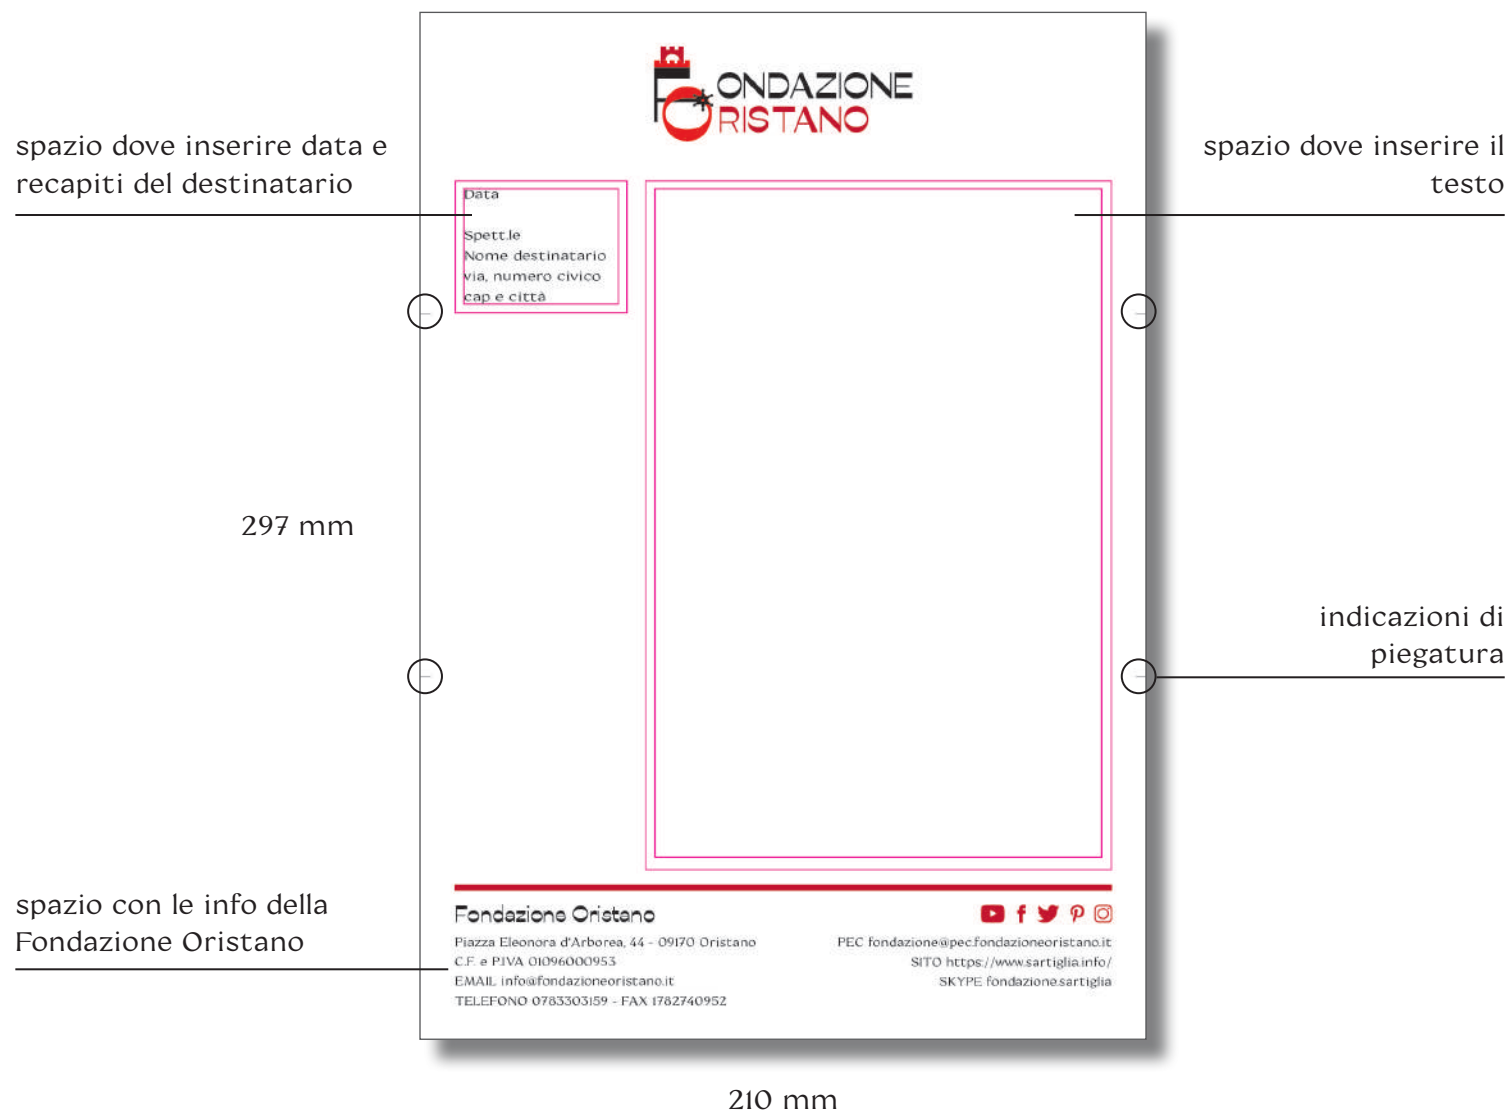 ONDAZIONE
RISTANO
spazio dove inserire data e
recapiti del destinatario
spazio dove inserire il
testo
Data
Spett.le
Nome destinatario
via, numero civico
cap e città
297 mm
indicazioni di
piegatura
spazio con le info della
Fondazione Oristano
Fondazione Oristano
Piazza Eleonora d'Arborea, 44 - 09170 Oristano
C.F. e P.IVA 01096000953
EMAIL info@fondazioneoristano.it
TELEFONO 0783303159 - FAX 1782740952
PEC fondazione@pec.fondazioneoristano.it
SITO https://www.sartiglia.info/
SKYPE fondazione.sartiglia
210 mm